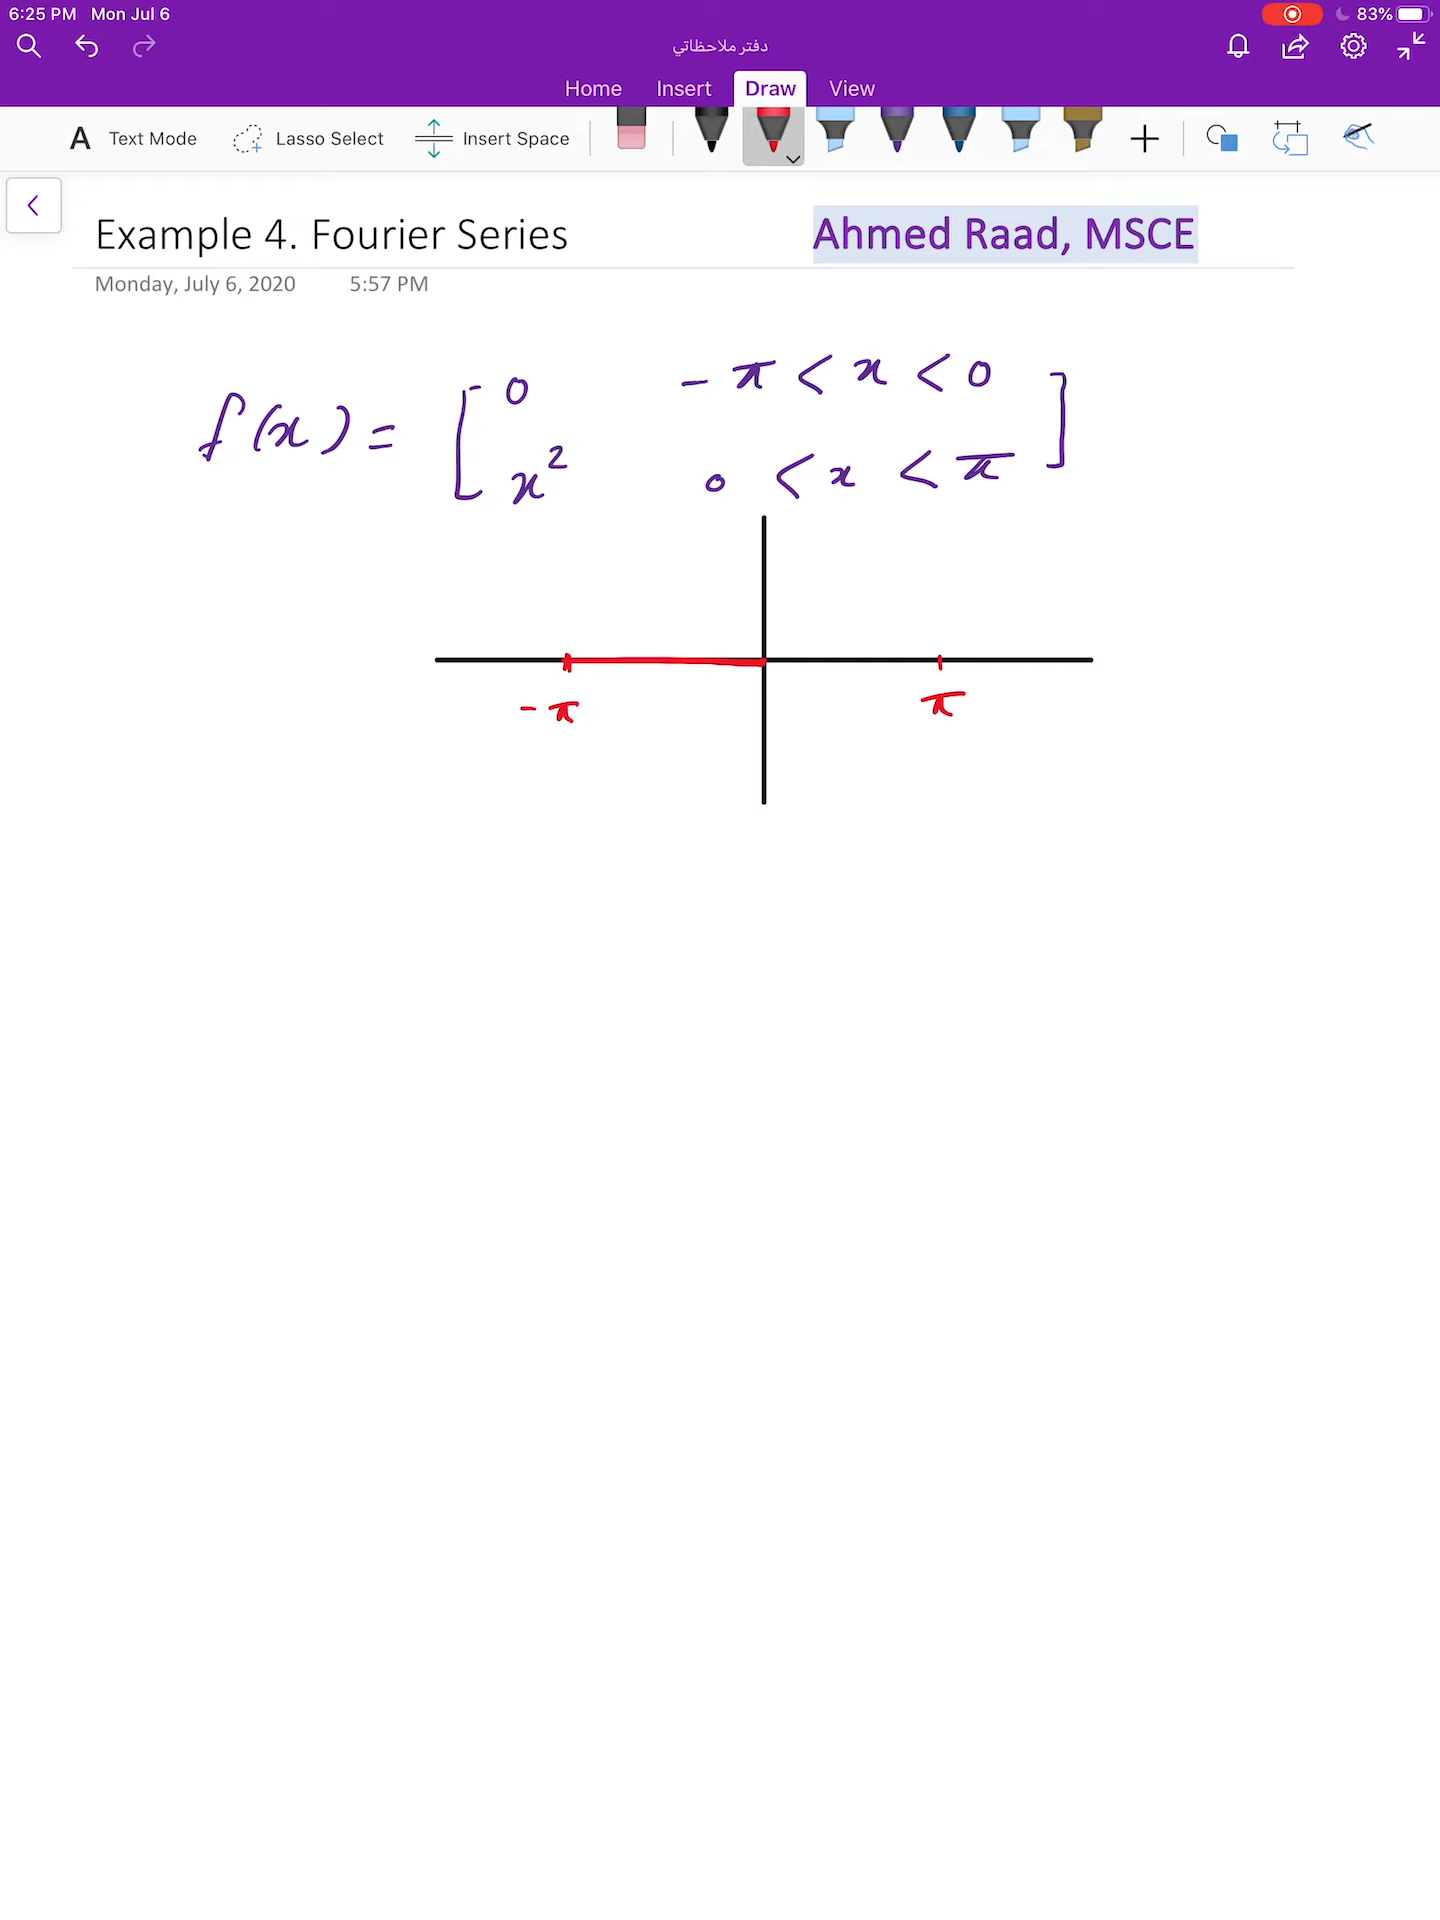 6:25 PM Mon Jul 6 83%
دفتر ملاحظاتي
Home Insert Draw View
A Text Mode Lasso Select Insert Space
Example 4. Fourier Series Ahmed Raad, MSCE
Monday, July 6, 2020 5:57 PM
f(x) = [ 0 -π < x < 0 ]
x² 0 < x < π
-π π